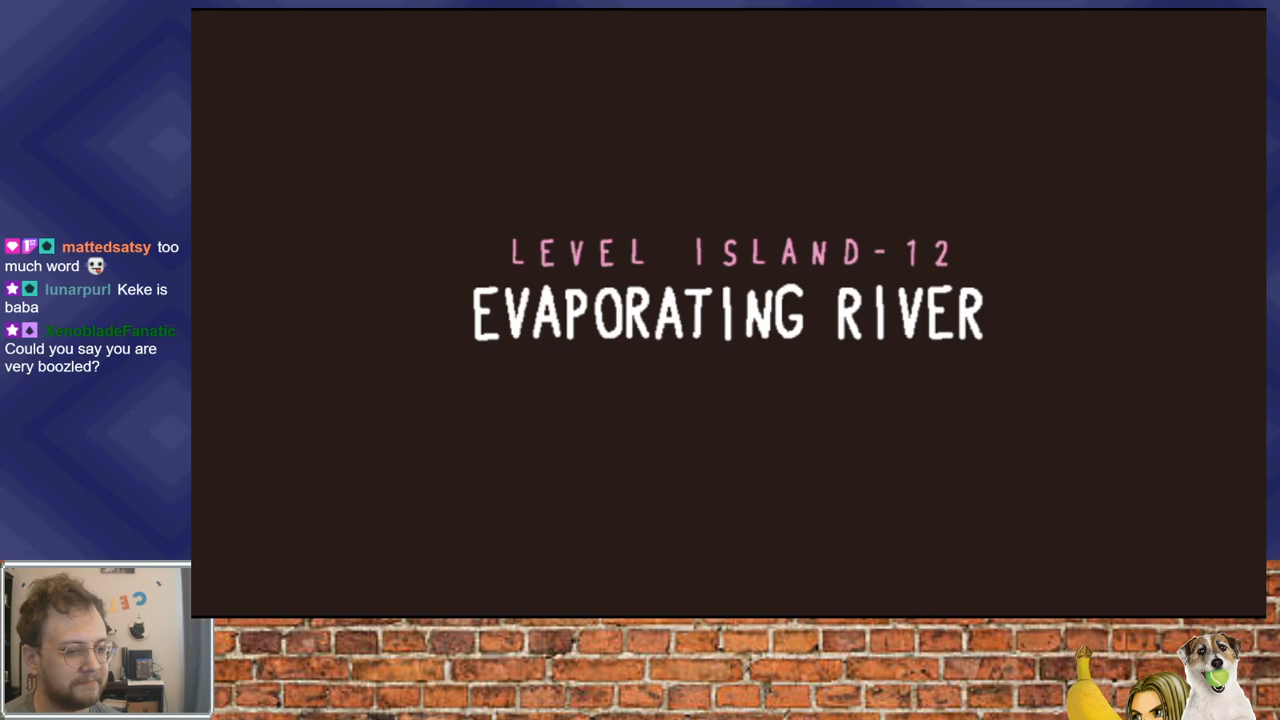 mattedsatsy too
much word
lunarpurl Keke is
baba
XenobladeFanatic
Could you say you are
very boozled?
LEVEL ISLAND-12
EVAPORATING RIVER